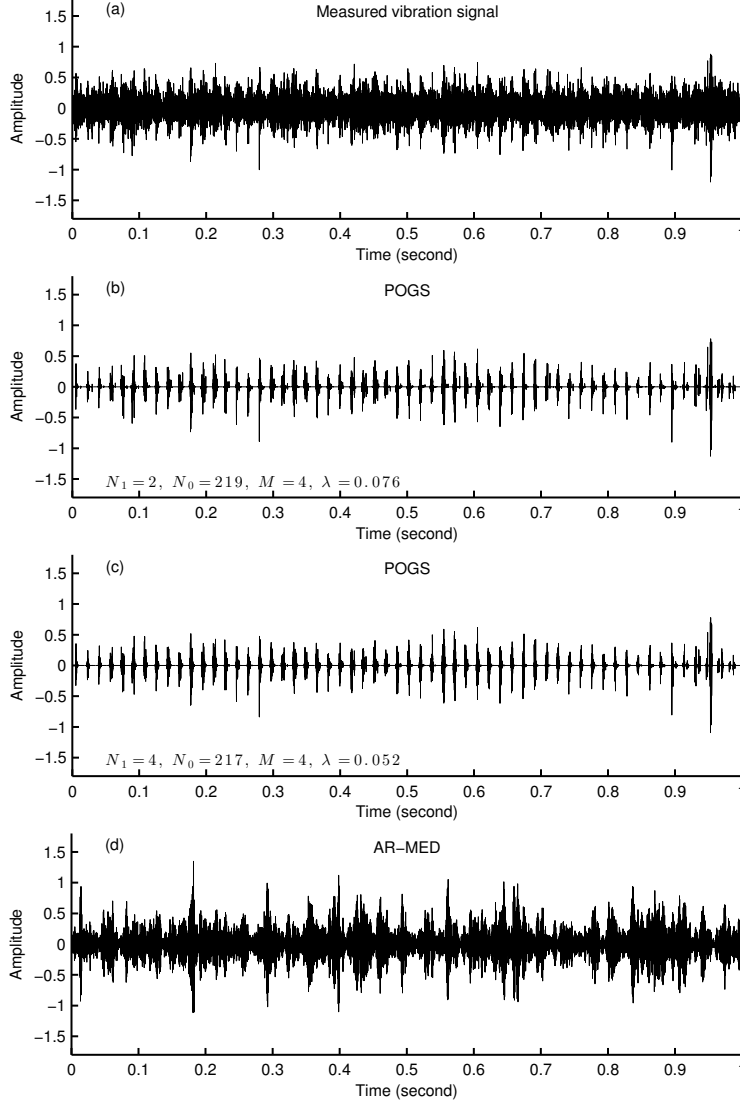 (a) Measured vibration signal
1.5
1
0.5
0
−0.5
−1
−1.5
Amplitude
0 0.1 0.2 0.3 0.4 0.5 0.6 0.7 0.8 0.9
Time (second)
(b) POGS
1.5
1
0.5
0
−0.5
−1
−1.5
Amplitude
N₁=2, N₀=219, M=4, λ=0.076
0 0.1 0.2 0.3 0.4 0.5 0.6 0.7 0.8 0.9
Time (second)
(c) POGS
1.5
1
0.5
0
−0.5
−1
−1.5
Amplitude
N₁=4, N₀=217, M=4, λ=0.052
0 0.1 0.2 0.3 0.4 0.5 0.6 0.7 0.8 0.9
Time (second)
(d) AR−MED
1.5
1
0.5
0
−0.5
−1
−1.5
Amplitude
0 0.1 0.2 0.3 0.4 0.5 0.6 0.7 0.8 0.9
Time (second)